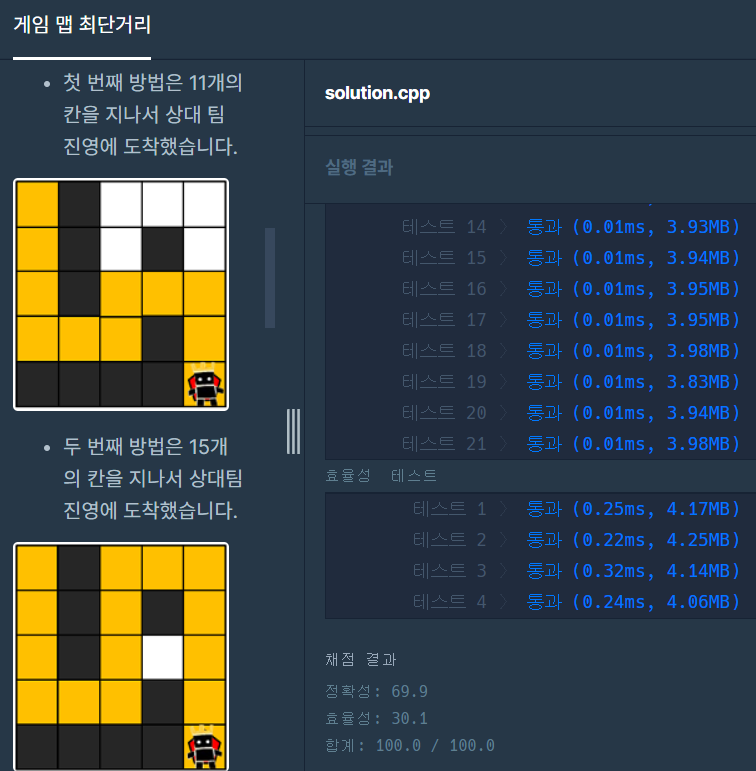 게임 맵 최단거리
첫 번째 방법은 11개의
칸을 지나서 상대 팀
진영에 도착했습니다.
두 번째 방법은 15개
의 칸을 지나서 상대팀
진영에 도착했습니다.
solution.cpp
실행 결과
테스트 14 〉 통과 (0.01ms, 3.93MB)
테스트 15 〉 통과 (0.01ms, 3.94MB)
테스트 16 〉 통과 (0.01ms, 3.95MB)
테스트 17 〉 통과 (0.01ms, 3.95MB)
테스트 18 〉 통과 (0.01ms, 3.98MB)
테스트 19 〉 통과 (0.01ms, 3.83MB)
테스트 20 〉 통과 (0.01ms, 3.94MB)
테스트 21 〉 통과 (0.01ms, 3.98MB)
효율성 테스트
테스트 1 〉 통과 (0.25ms, 4.17MB)
테스트 2 〉 통과 (0.22ms, 4.25MB)
테스트 3 〉 통과 (0.32ms, 4.14MB)
테스트 4 〉 통과 (0.24ms, 4.06MB)
채점 결과
정확성: 69.9
효율성: 30.1
합계: 100.0 / 100.0